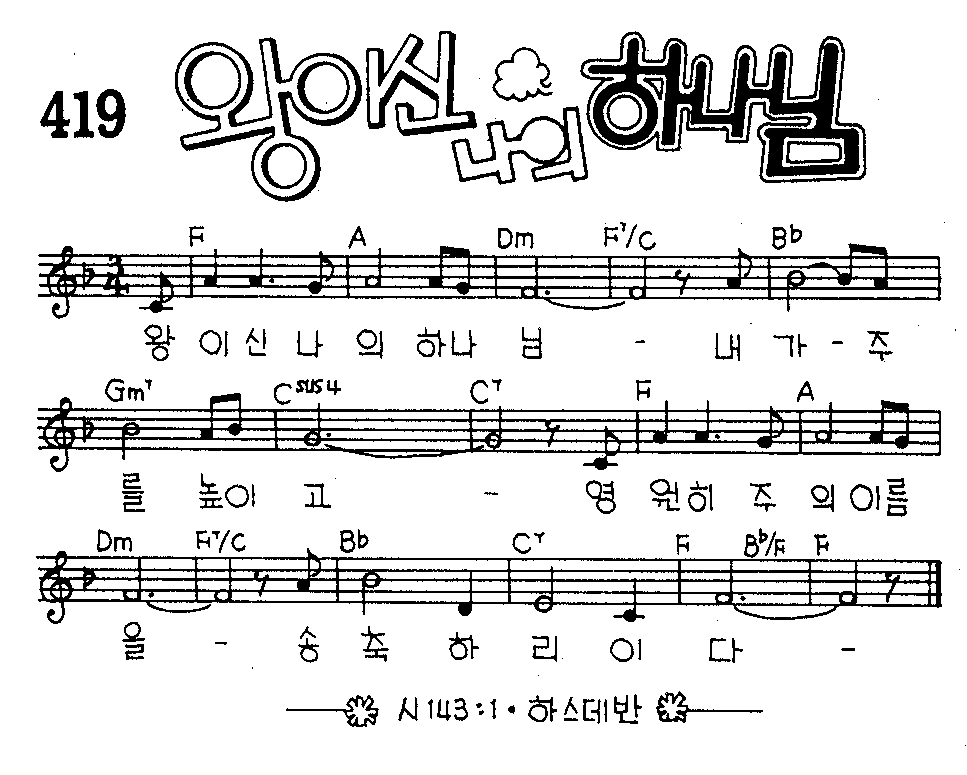 419 왕이신 나의 하나님
F A Dm F7/C Bb
3/4
왕 이 신 나 의 하나 님 - 내 가 - 주
Gm7 Csus4 C7 F A
를 높이 고 - 영 원히 주 의 이름
Dm F7/C Bb C7 F Bb/F F
을 - 송 축 하 리 이 다 -
시 143:1 • 하스데반